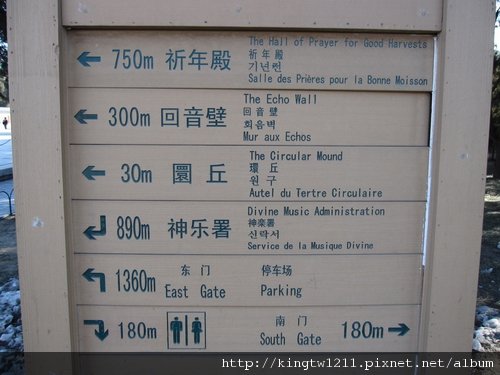 ← 750m 祈年殿
The Hall of Prayer for Good Harvests
祈年殿
기년전
Salle des Prières pour la Bonne Moisson
← 300m 回音壁
The Echo Wall
回音壁
회음벽
Mur aux Echos
← 30m 圜丘
The Circular Mound
環丘
원구
Autel du Tertre Circulaire
890m 神乐署
Divine Music Administration
神楽署
신락서
Service de la Musique Divine
1360m 东门 停车场
East Gate Parking
180m 南门 180m →
South Gate
http://kingtw1211.pixnet.net/album